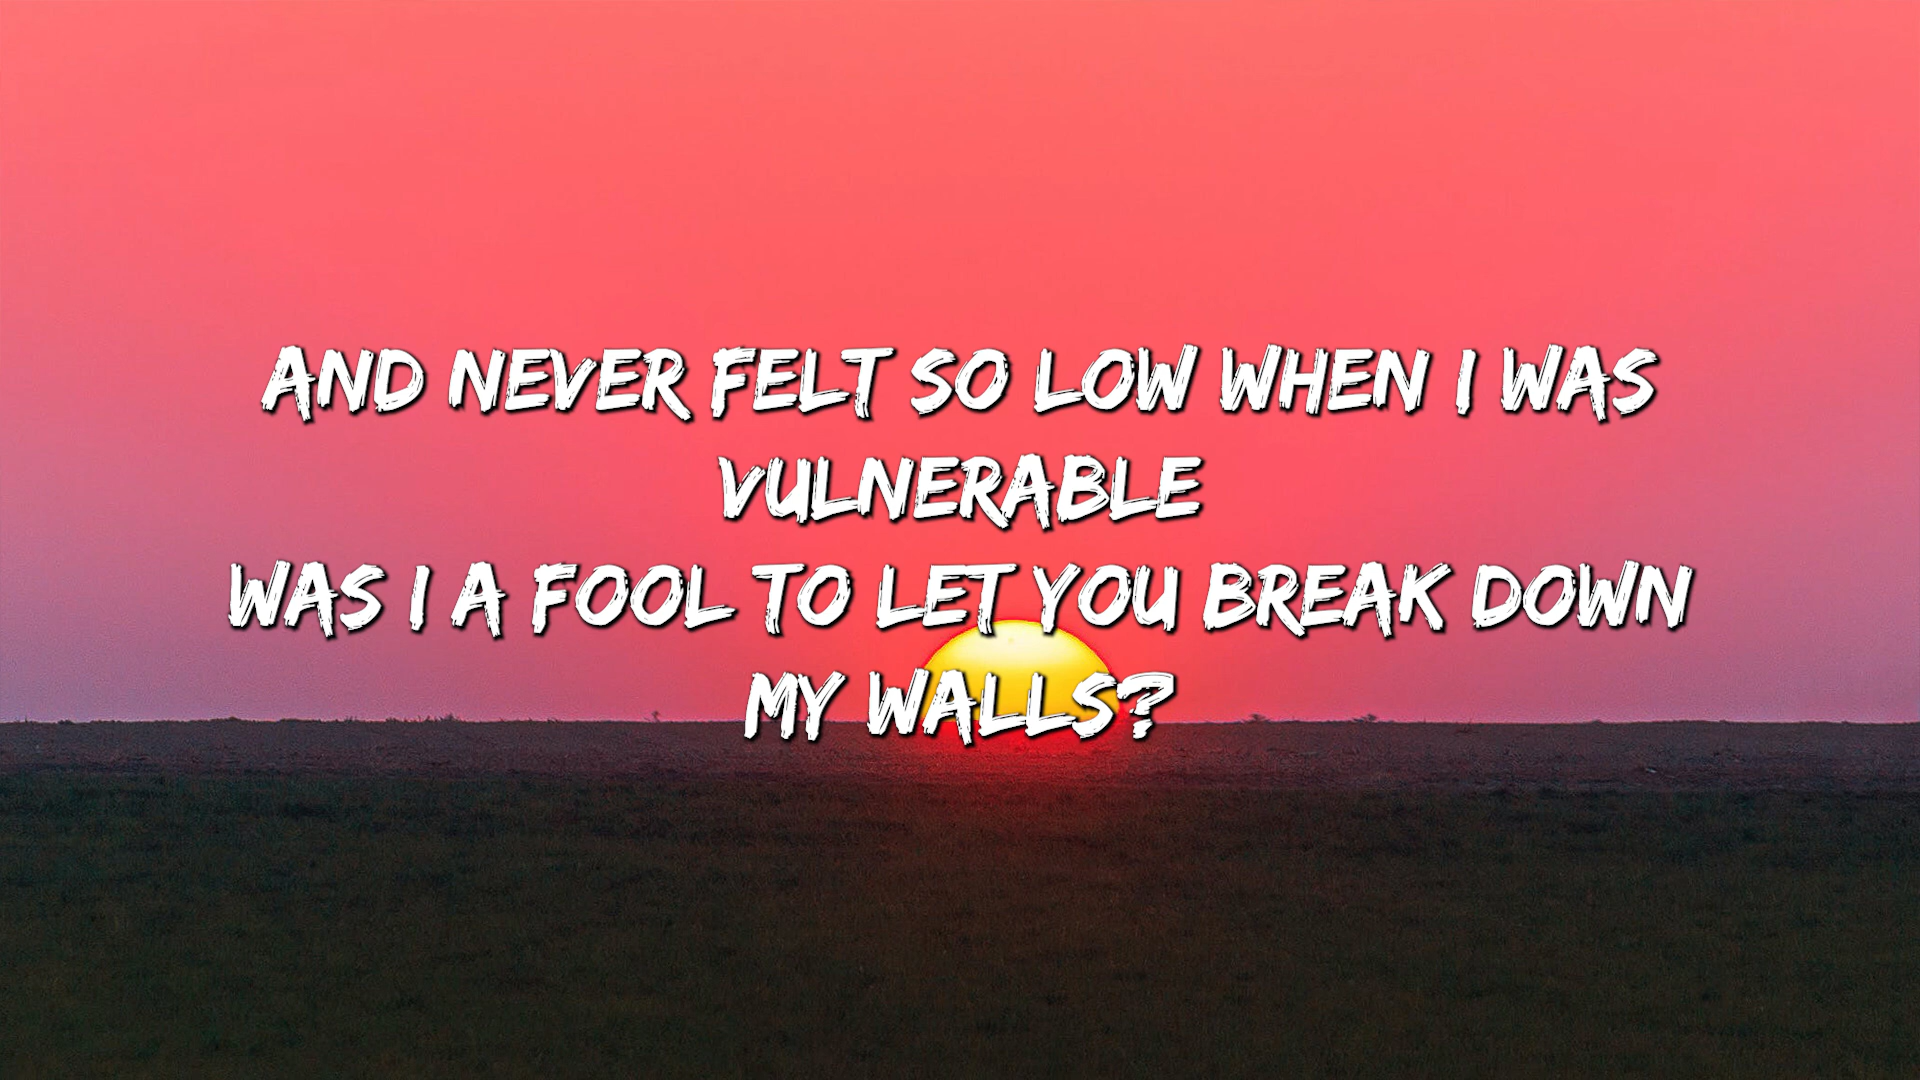 AND NEVER FELT SO LOW WHEN I WAS
VULNERABLE
WAS I A FOOL TO LET YOU BREAK DOWN
MY WALLS?